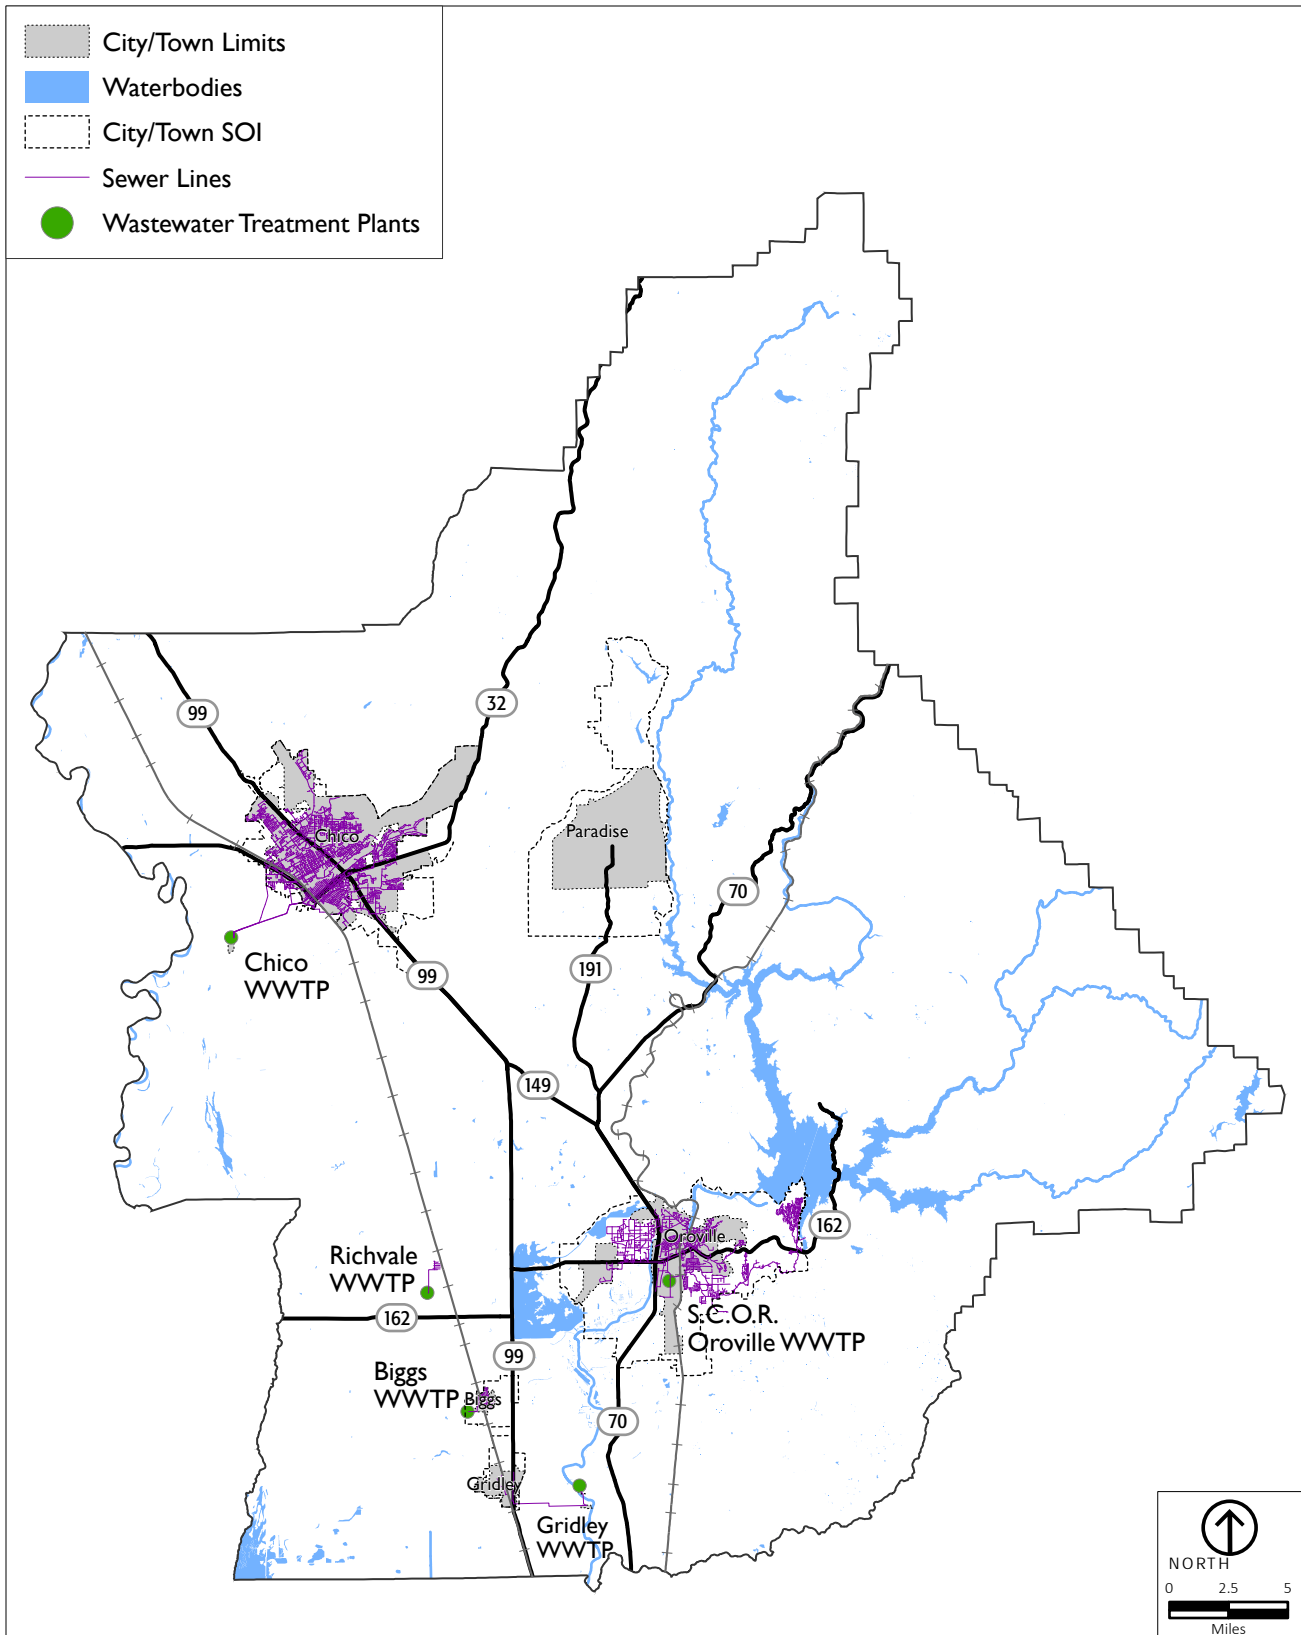 City/Town Limits
Waterbodies
City/Town SOI
Sewer Lines
Wastewater Treatment Plants
32
99
Paradise
Chico
70
Chico
WWTP
99
191
149
162
Oroville
Richvale
WWTP
162
S.C.O.R.
Oroville WWTP
99
Biggs
WWTP
Biggs
70
Gridley
Gridley
WWTP
NORTH
0 2.5 5
Miles